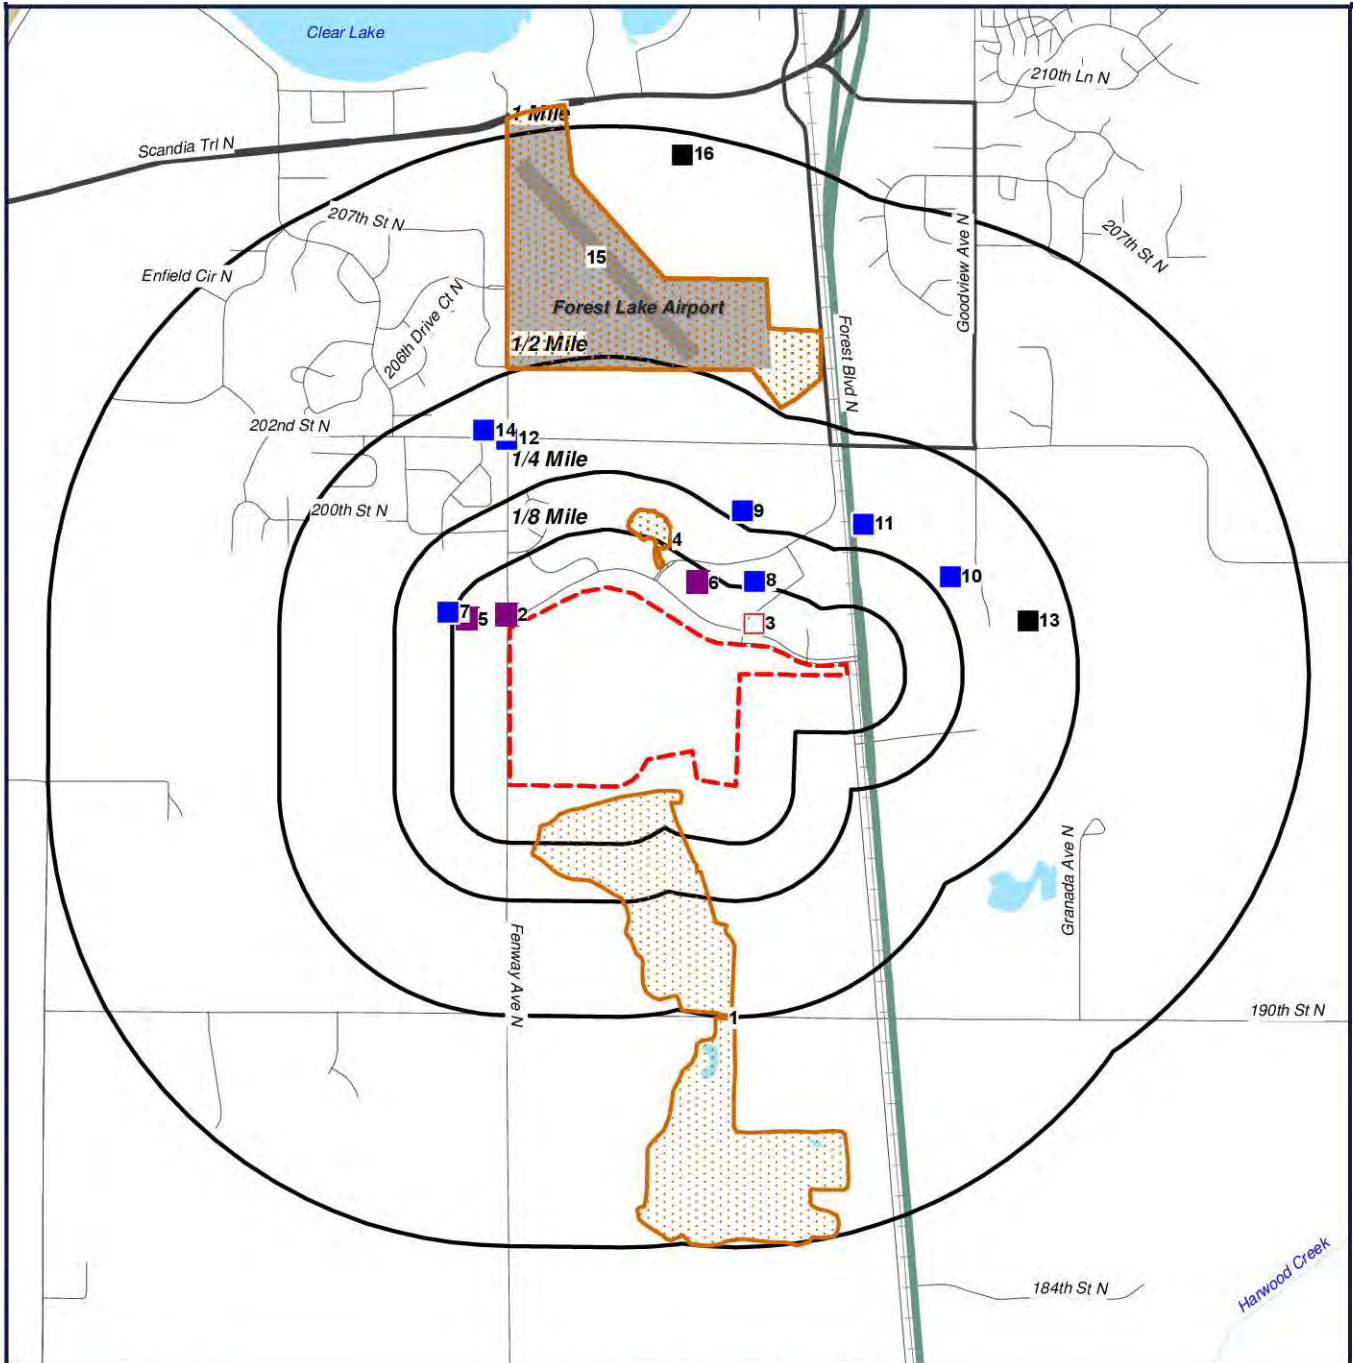 Clear Lake
210th Ln N
1 Mile
Scandia Trl N
16
207th St N
Goodview Ave N
207th St N
15
Enfield Cir N
206th Drive Ct N
Forest Lake Airport
1/2 Mile
Forest Blvd N
202nd St N
14
12
1/4 Mile
200th St N
1/8 Mile
9
11
4
6
8
10
7
5
2
3
13
Granada Ave N
Fenway Ave N
1
190th St N
184th St N
Harwood Creek